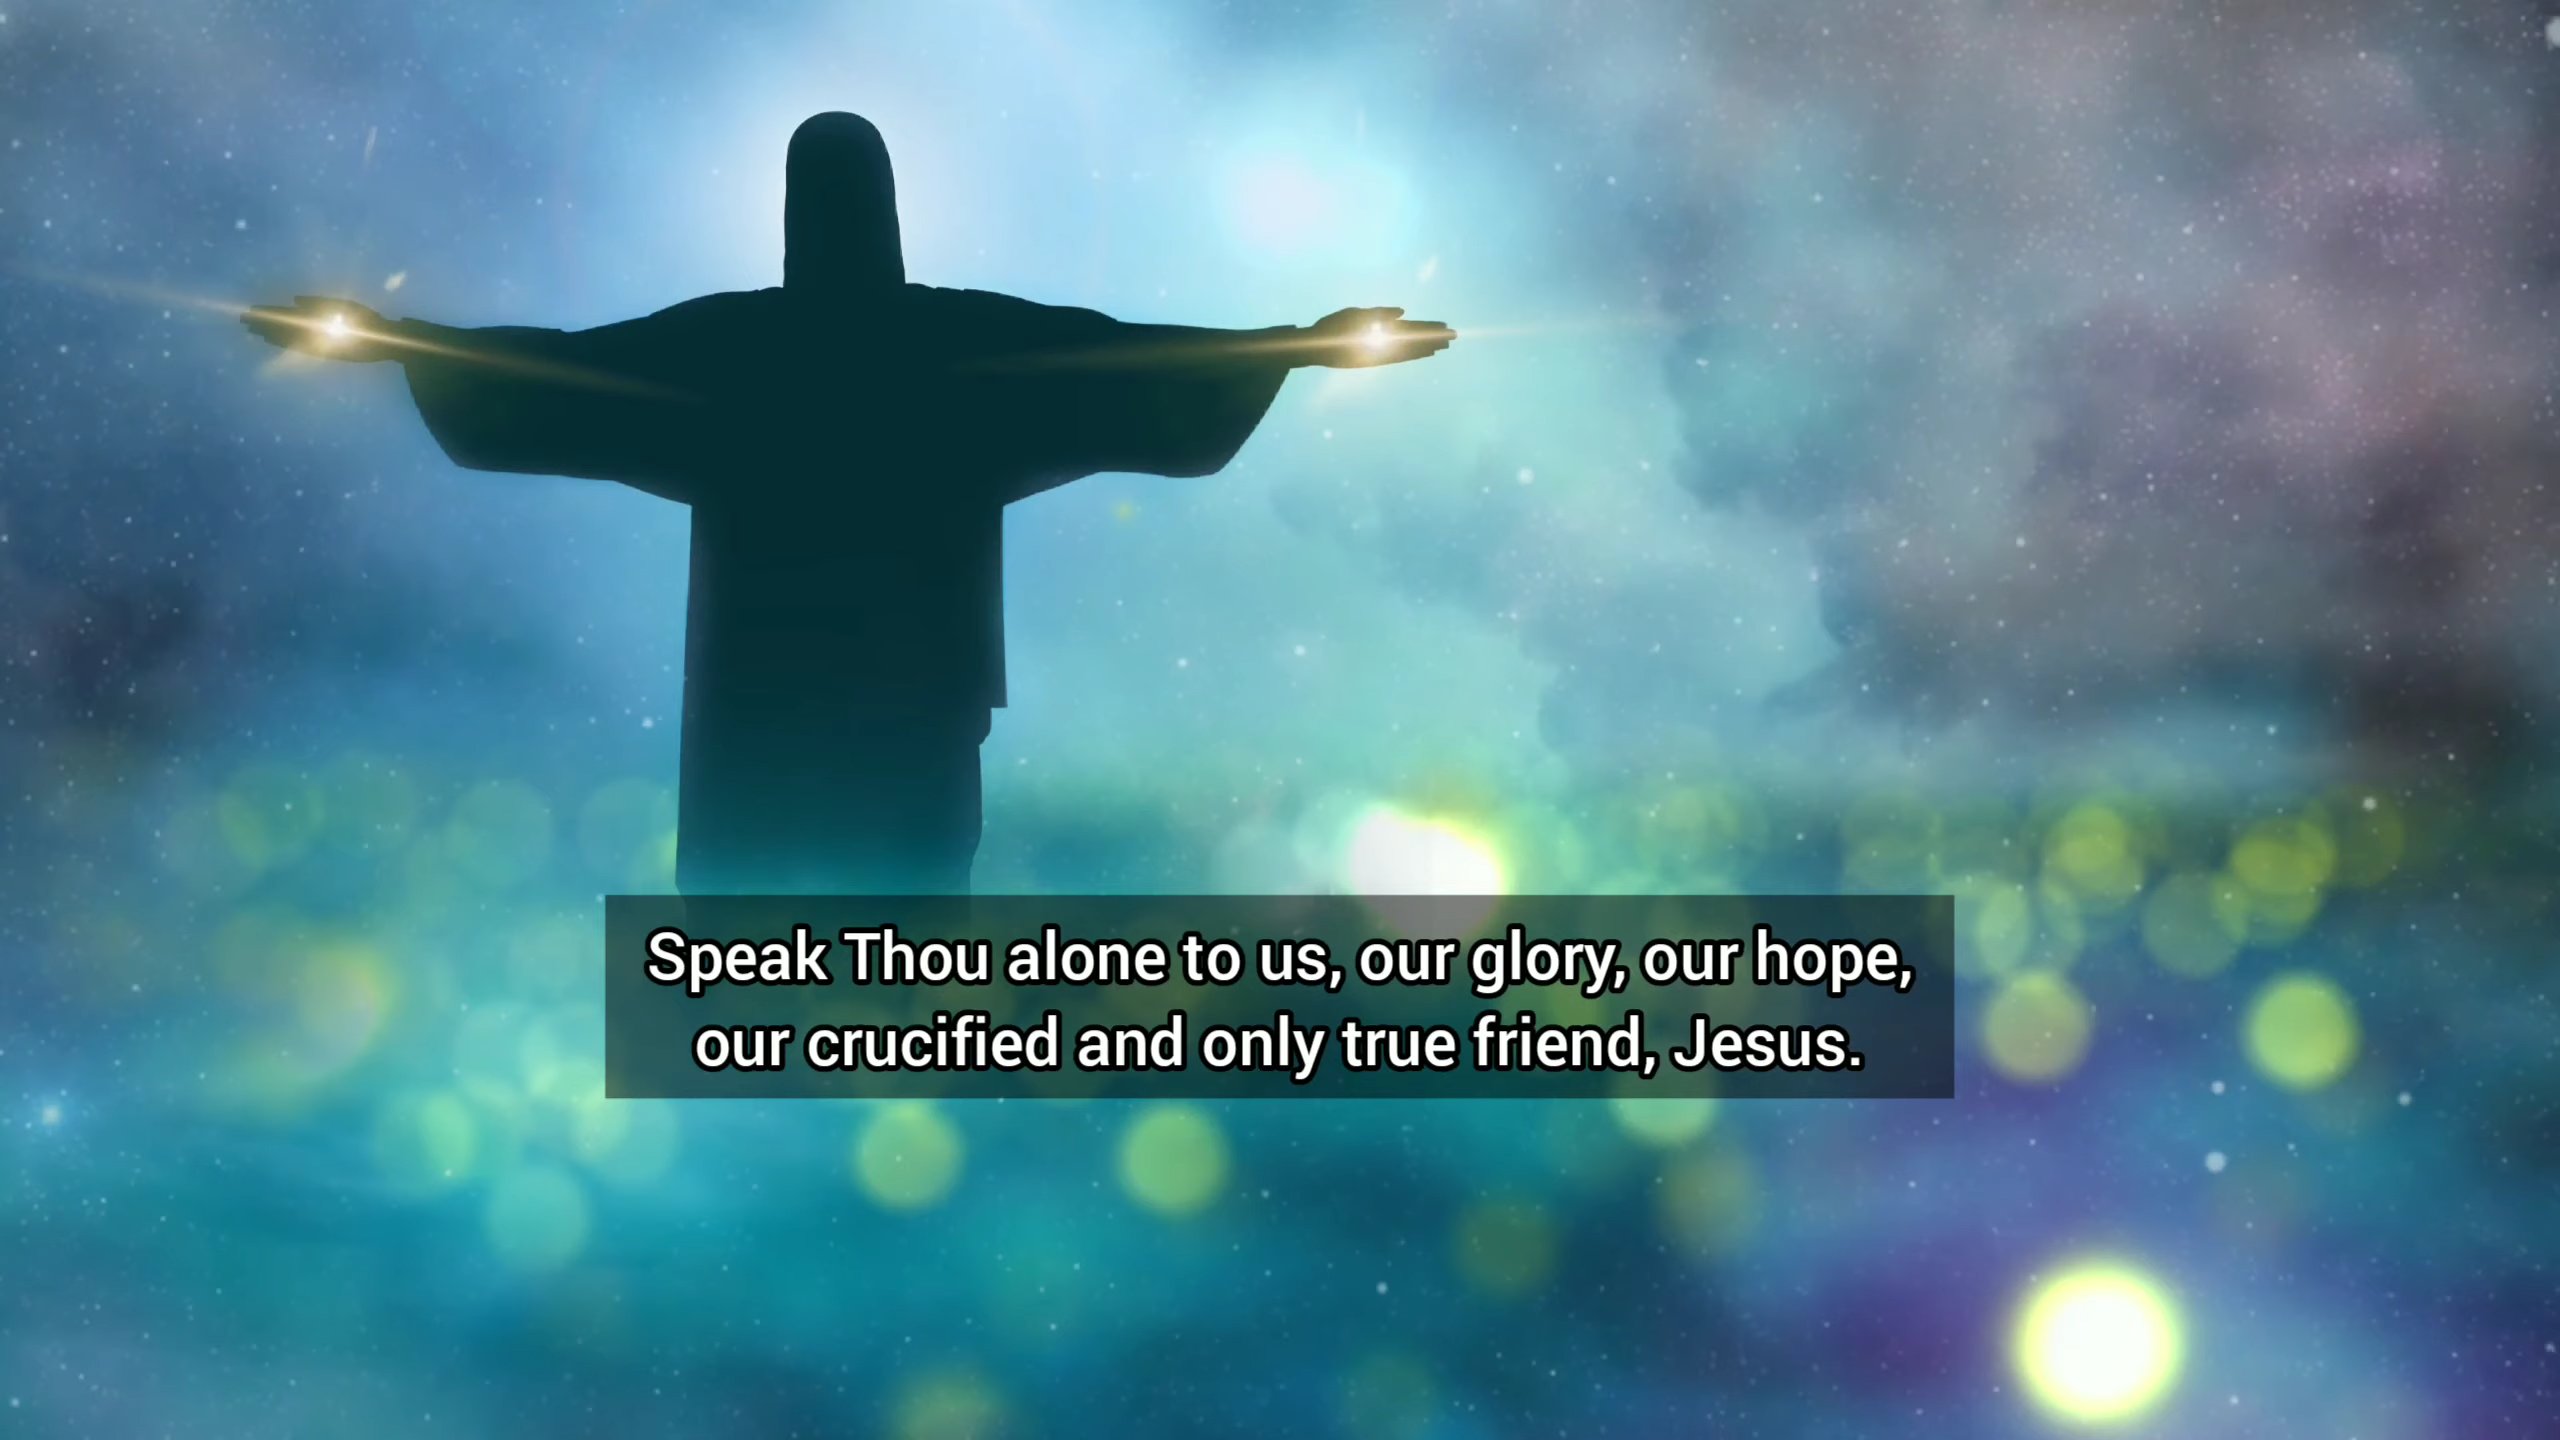 Speak Thou alone to us, our glory, our hope,
our crucified and only true friend, Jesus.